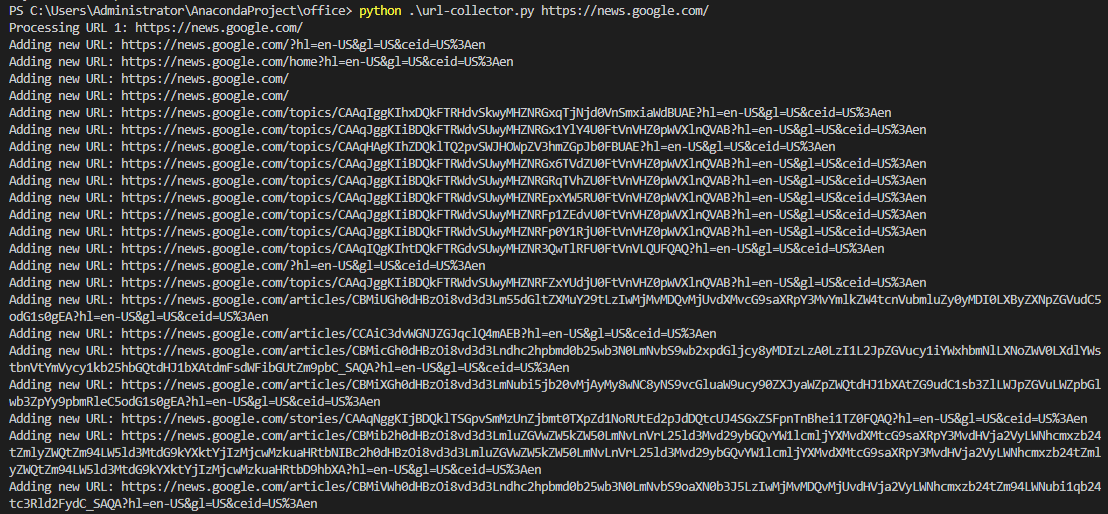 PS C:\Users\Administrator\AnacondaProject\office> python .\url-collector.py https://news.google.com/
Processing URL 1: https://news.google.com/
Adding new URL: https://news.google.com/?hl=en-US&gl=US&ceid=US%3Aen
Adding new URL: https://news.google.com/home?hl=en-US&gl=US&ceid=US%3Aen
Adding new URL: https://news.google.com/
Adding new URL: https://news.google.com/
Adding new URL: https://news.google.com/topics/CAAqIggKIhxDQkFTRHdvSkwyMHZNRGxqTjNjd0VnSmxiaWdBUAE?hl=en-US&gl=US&ceid=US%3Aen
Adding new URL: https://news.google.com/topics/CAAqJggKIiBDQkFTRWdvSUwyMHZNRGx1YlY4U0FtVnVHZ0pWVXlnQVAB?hl=en-US&gl=US&ceid=US%3Aen
Adding new URL: https://news.google.com/topics/CAAqHAgKIhZDQklTQ2pvSWJHOWpZV3hmZGpJb0FBUAE?hl=en-US&gl=US&ceid=US%3Aen
Adding new URL: https://news.google.com/topics/CAAqJggKIiBDQkFTRWdvSUwyMHZNRGx6TVdZU0FtVnVHZ0pWVXlnQVAB?hl=en-US&gl=US&ceid=US%3Aen
Adding new URL: https://news.google.com/topics/CAAqJggKIiBDQkFTRWdvSUwyMHZNRGRqTVhZU0FtVnVHZ0pWVXlnQVAB?hl=en-US&gl=US&ceid=US%3Aen
Adding new URL: https://news.google.com/topics/CAAqJggKIiBDQkFTRWdvSUwyMHZNREpxYW5RU0FtVnVHZ0pWVXlnQVAB?hl=en-US&gl=US&ceid=US%3Aen
Adding new URL: https://news.google.com/topics/CAAqJggKIiBDQkFTRWdvSUwyMHZNRFp1ZEdvU0FtVnVHZ0pWVXlnQVAB?hl=en-US&gl=US&ceid=US%3Aen
Adding new URL: https://news.google.com/topics/CAAqJggKIiBDQkFTRWdvSUwyMHZNRFp0Y1RjU0FtVnVHZ0pWVXlnQVAB?hl=en-US&gl=US&ceid=US%3Aen
Adding new URL: https://news.google.com/topics/CAAqIQgKIhtDQkFTRGdvSUwyMHZNR3QwTlRFU0FtVnVLQUFQAQ?hl=en-US&gl=US&ceid=US%3Aen
Adding new URL: https://news.google.com/?hl=en-US&gl=US&ceid=US%3Aen
Adding new URL: https://news.google.com/topics/CAAqJggKIiBDQkFTRWdvSUwyMHZNRFZxYUdjU0FtVnVHZ0pWVXlnQVAB?hl=en-US&gl=US&ceid=US%3Aen
Adding new URL: https://news.google.com/articles/CBMiUGh0dHBzOi8vd3d3Lm55dGltZXMuY29tLzIwMjMvMDQvMjUvdXMvcG9saXRpY3MvYmlkZW4tcnVubmluZy0yMDI0LXByZXNpZGVudC5
odG1s0gEA?hl=en-US&gl=US&ceid=US%3Aen
Adding new URL: https://news.google.com/articles/CCAiC3dvWGNJZGJqclQ4mAEB?hl=en-US&gl=US&ceid=US%3Aen
Adding new URL: https://news.google.com/articles/CBMicGh0dHBzOi8vd3d3Lndhc2hpbmd0b25wb3N0LmNvbS9wb2xpdGljcy8yMDIzLzA0LzI1L2JpZGVucy1iYWxhbmNlLXNoZWV0LXdlYWs
tbnVtYmVycy1kb25hbGQtdHJ1bXAtdmFsdWFibGUtZm9pbC_SAQA?hl=en-US&gl=US&ceid=US%3Aen
Adding new URL: https://news.google.com/articles/CBMiXGh0dHBzOi8vd3d3LmNubi5jb20vMjAyMy8wNC8yNS9vcGluaW9ucy90ZXJyaWZpZWQtdHJ1bXAtZG9udC1sb3ZlLWJpZGVuLWZpbGl
wb3ZpYy9pbmRleC5odG1s0gEA?hl=en-US&gl=US&ceid=US%3Aen
Adding new URL: https://news.google.com/stories/CAAqNggKIjBDQklTSGpvSmMzUnZjbmt0TXpZd1NoRUtEd2pJdDQtcUJ4SGxZSFpnTnBhei1TZ0FQAQ?hl=en-US&gl=US&ceid=US%3Aen
Adding new URL: https://news.google.com/articles/CBMib2h0dHBzOi8vd3d3LmluZGVwZW5kZW50LmNvLnVrL25ld3Mvd29ybGQvYW1lcmljYXMvdXMtcG9saXRpY3MvdHVja2VyLWNhcmxzb24
tZmlyZWQtZm94LW5ld3MtdG9kYXktYjIzMjcwMzkuaHRtbNIBc2h0dHBzOi8vd3d3LmluZGVwZW5kZW50LmNvLnVrL25ld3Mvd29ybGQvYW1lcmljYXMvdXMtcG9saXRpY3MvdHVja2VyLWNhcmxzb24tZml
yZWQtZm94LW5ld3MtdG9kYXktYjIzMjcwMzkuaHRtbD9hbXA?hl=en-US&gl=US&ceid=US%3Aen
Adding new URL: https://news.google.com/articles/CBMiVWh0dHBzOi8vd3d3Lndhc2hpbmd0b25wb3N0LmNvbS9oaXN0b3J5LzIwMjMvMDQvMjUvdHVja2VyLWNhcmxzb24tZm94LWNubi1qb24
tc3Rld2FydC_SAQA?hl=en-US&gl=US&ceid=US%3Aen